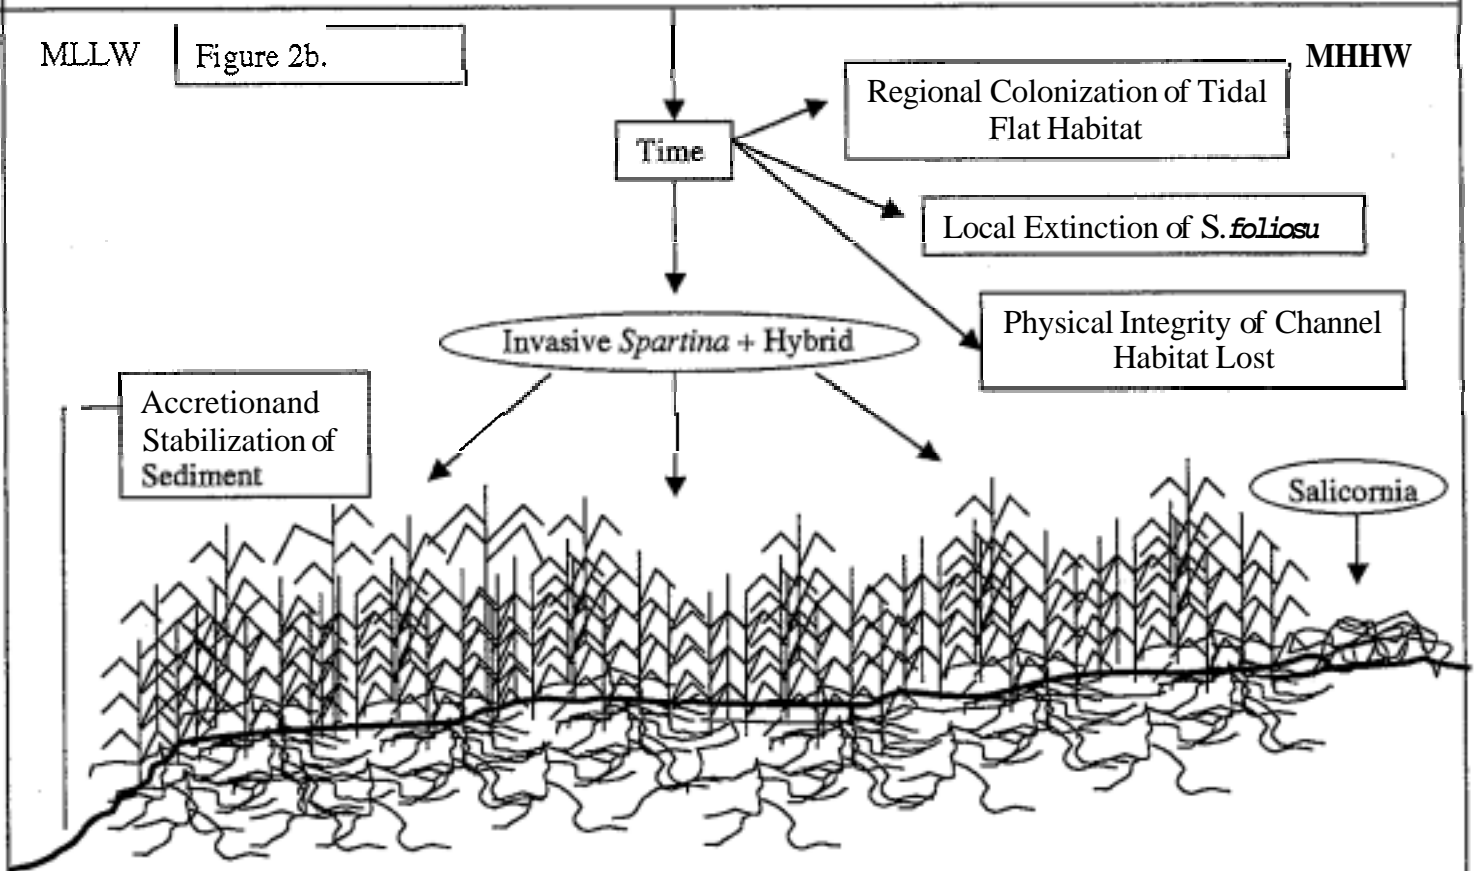 MLLW
Figure 2b.
MHHW
Regional Colonization of Tidal
Flat Habitat
Time
Local Extinction of S. foliosu
Physical Integrity of Channel
Habitat Lost
Invasive Spartina + Hybrid
Accretionand
Stabilization of
Sediment
Salicornia